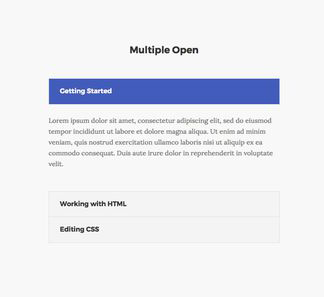 Multiple Open
Getting Started
Lorem ipsum dolor sit amet, consectetur adipiscing elit, sed do eiusmod
tempor incididunt ut labore et dolore magna aliqua. Ut enim ad minim
veniam, quis nostrud exercitation ullamco laboris nisi ut aliquip ex ea
commodo consequat. Duis aute irure dolor in reprehenderit in voluptate
velit.
Working with HTML
Editing CSS